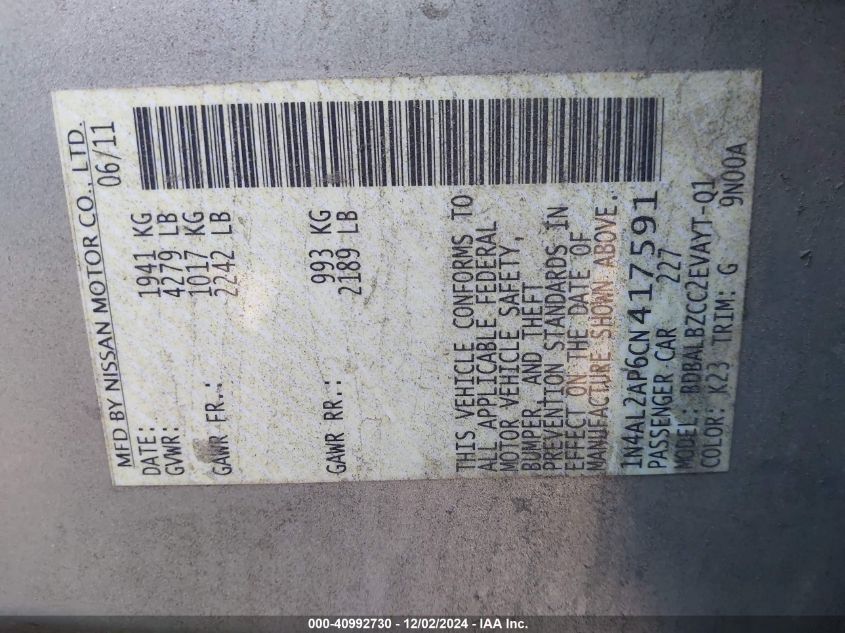 MFD BY NISSAN MOTOR CO., LTD.
DATE: 06/11
GVWR: 1941 KG
4279 LB
GAWR FR.: 1017 KG
2242 LB
GAWR RR.: 993 KG
2189 LB
THIS VEHICLE CONFORMS TO
ALL APPLICABLE FEDERAL
MOTOR VEHICLE SAFETY,
BUMPER, AND THEFT
PREVENTION STANDARDS IN
EFFECT ON THE DATE OF
MANUFACTURE SHOWN ABOVE.
1N4AL2AP6CN417591
PASSENGER CAR 227
MODEL: BDBALBZCC2EVAYT-Q1
COLOR: K23 TRIM: G 9N00A
000-40992730 - 12/02/2024 - IAA Inc.